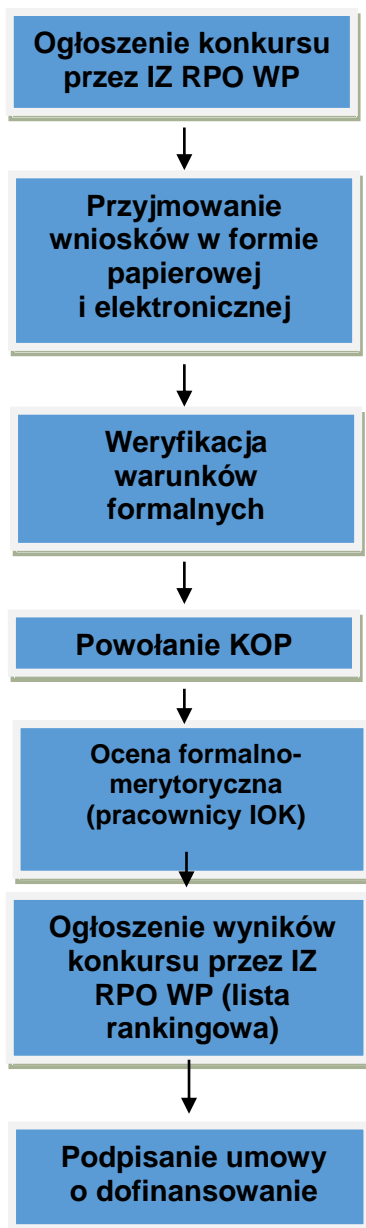 Ogłoszenie konkursu
przez IZ RPO WP
Przyjmowanie
wniosków w formie
papierowej
i elektronicznej
Weryfikacja
warunków
formalnych
Powołanie KOP
Ocena formalno-
merytoryczna
(pracownicy IOK)
Ogłoszenie wyników
konkursu przez IZ
RPO WP (lista
rankingowa)
Podpisanie umowy
o dofinansowanie